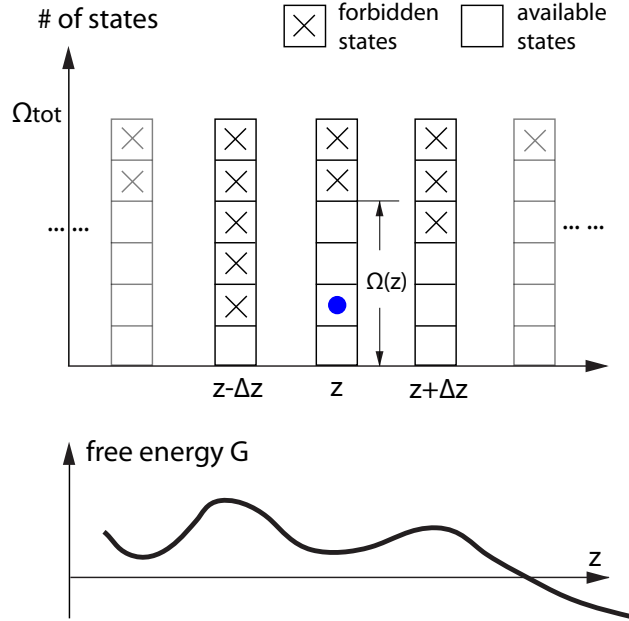 # of states
forbidden
states
available
states
Ωtot
... ...
Ω(z)
... ...
z-Δz
z
z+Δz
free energy G
z